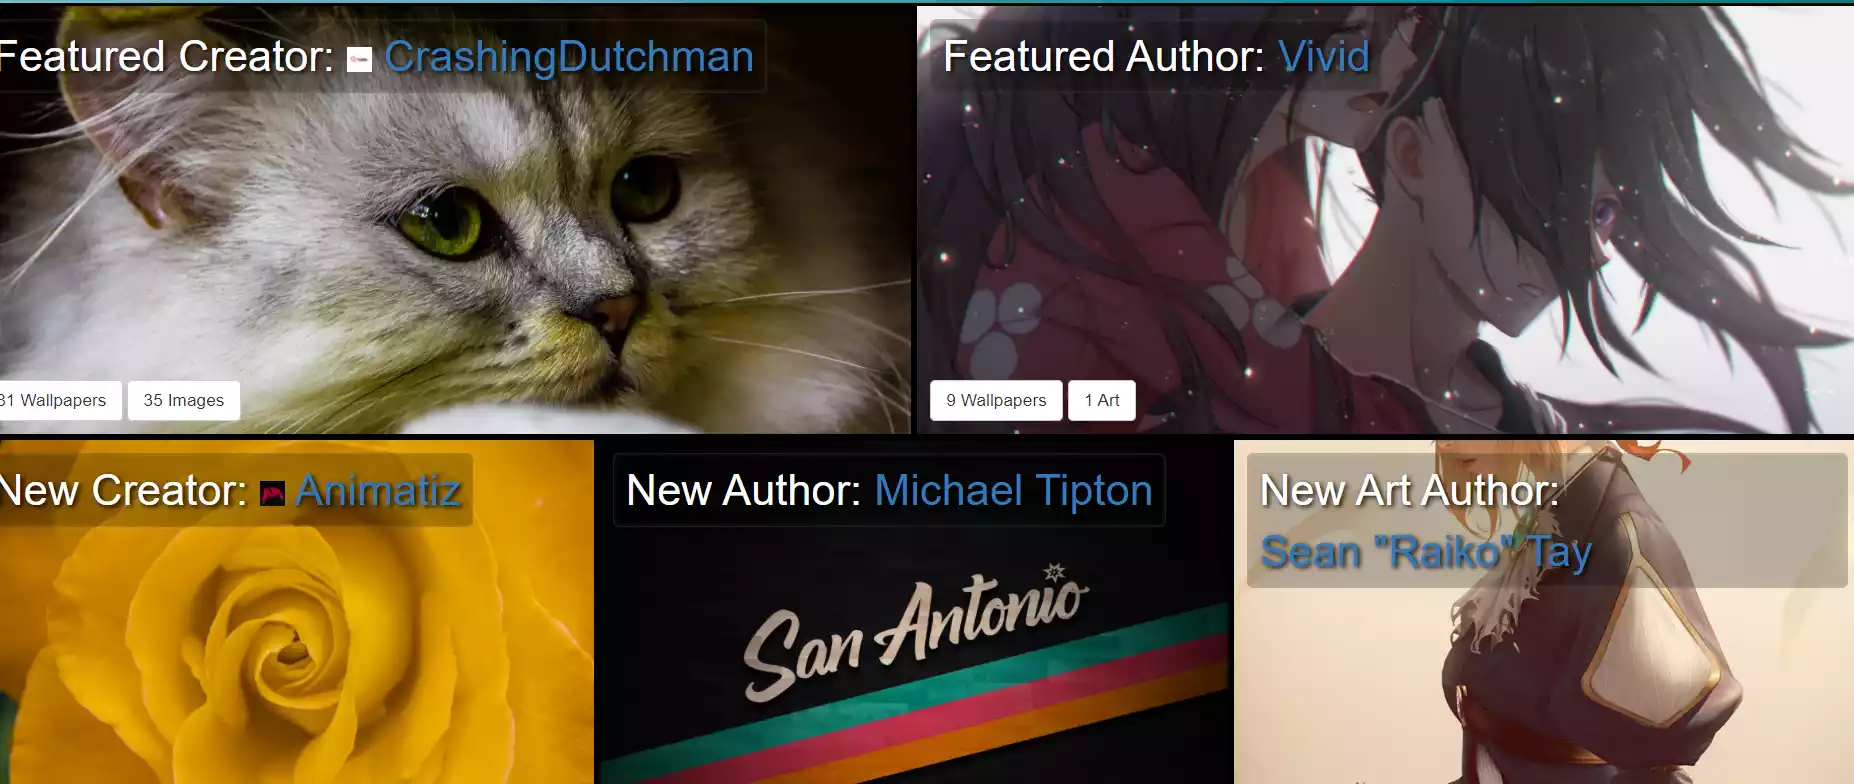 Featured Creator: CrashingDutchman
Featured Author: Vivid
31 Wallpapers 35 Images
9 Wallpapers 1 Art
New Creator: Animatiz
New Author: Michael Tipton
New Art Author:
Sean "Raiko" Tay
San Antonio